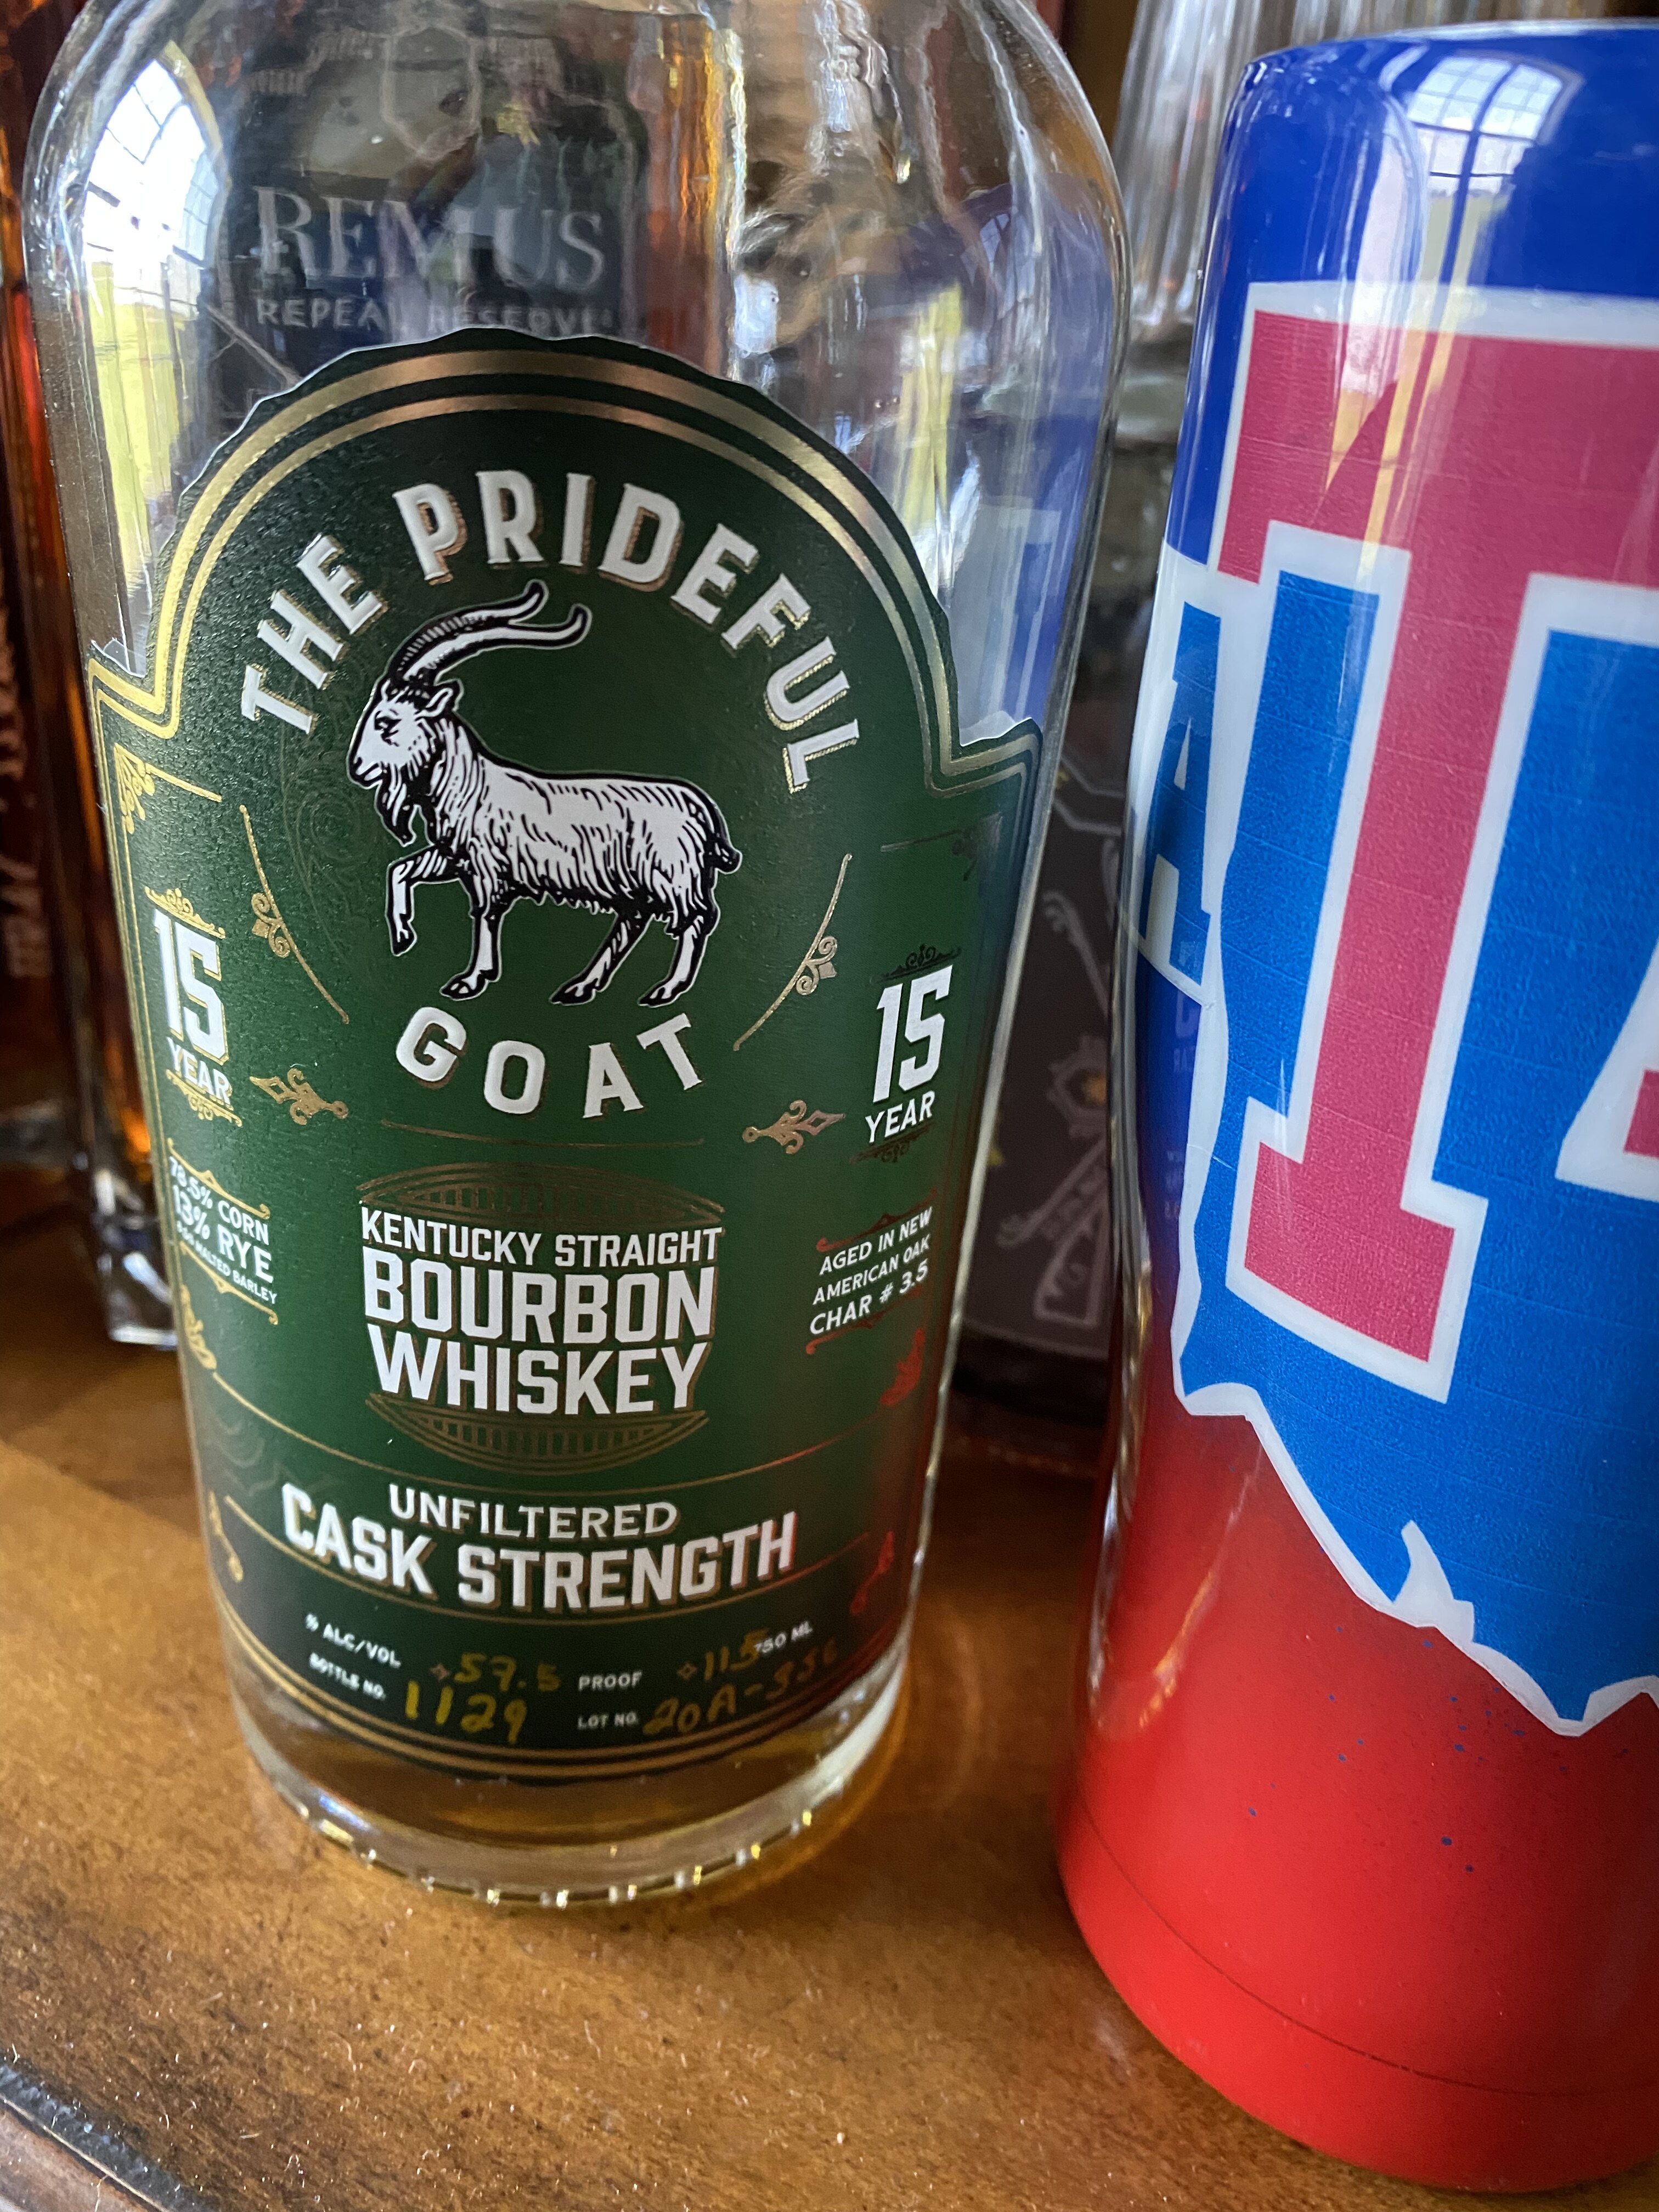 REMUS
REPEAL RESERVE
THE PRIDEFUL
GOAT
15
YEAR
15
YEAR
78.5% CORN
13% RYE
MALTED BARLEY
KENTUCKY STRAIGHT
BOURBON
WHISKEY
AGED IN NEW
AMERICAN OAK
CHAR # 3.5
UNFILTERED
CASK STRENGTH
% ALC/VOL 57.5 PROOF 115 750 ML
BOTTLE NO. 1129 LOT NO. 20A-
A
T